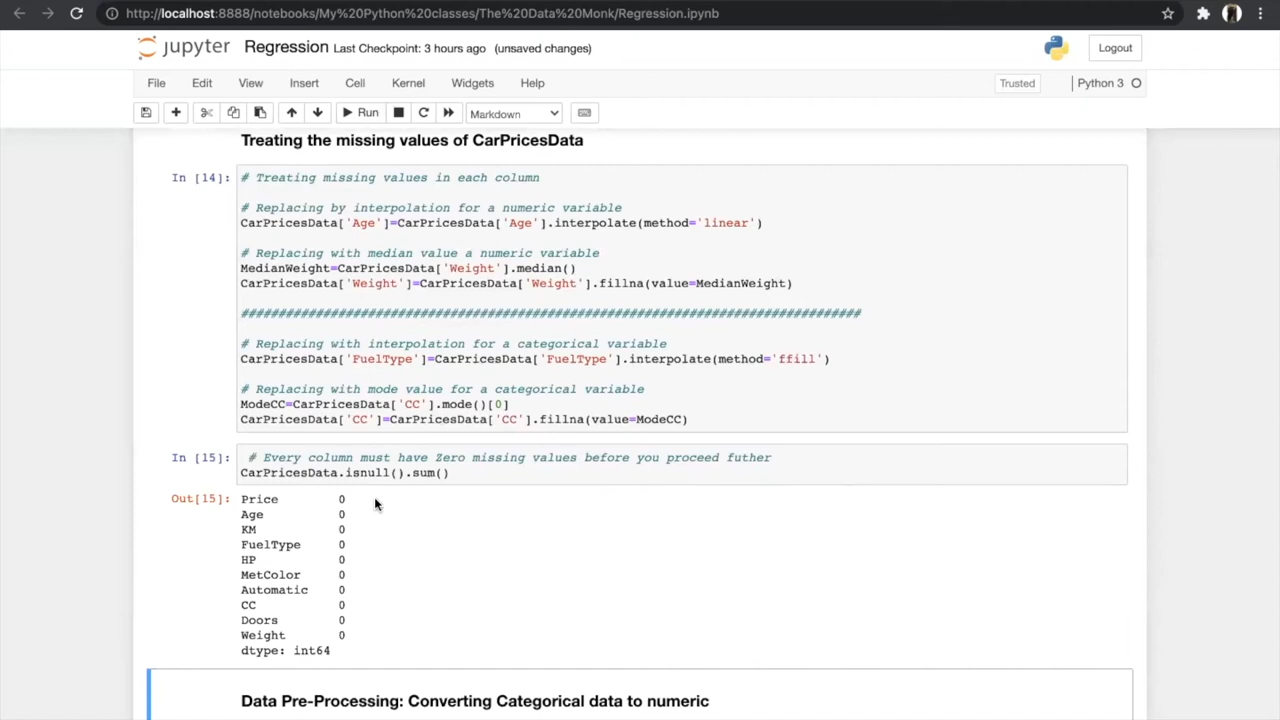 http://localhost:8888/notebooks/My%20Python%20classes/The%20Data%20Monk/Regression.ipynb
jupyter Regression Last Checkpoint: 3 hours ago (unsaved changes) Logout
File Edit View Insert Cell Kernel Widgets Help Trusted Python 3
Run Markdown
Treating the missing values of CarPricesData
In [14]: # Treating missing values in each column
# Replacing by interpolation for a numeric variable
CarPricesData['Age']=CarPricesData['Age'].interpolate(method='linear')
# Replacing with median value a numeric variable
MedianWeight=CarPricesData['Weight'].median()
CarPricesData['Weight']=CarPricesData['Weight'].fillna(value=MedianWeight)
###################################################################################
# Replacing with interpolation for a categorical variable
CarPricesData['FuelType']=CarPricesData['FuelType'].interpolate(method='ffill')
# Replacing with mode value for a categorical variable
ModeCC=CarPricesData['CC'].mode()[0]
CarPricesData['CC']=CarPricesData['CC'].fillna(value=ModeCC)
In [15]: # Every column must have Zero missing values before you proceed futher
CarPricesData.isnull().sum()
Out[15]: Price 0
Age 0
KM 0
FuelType 0
HP 0
MetColor 0
Automatic 0
CC 0
Doors 0
Weight 0
dtype: int64
Data Pre-Processing: Converting Categorical data to numeric